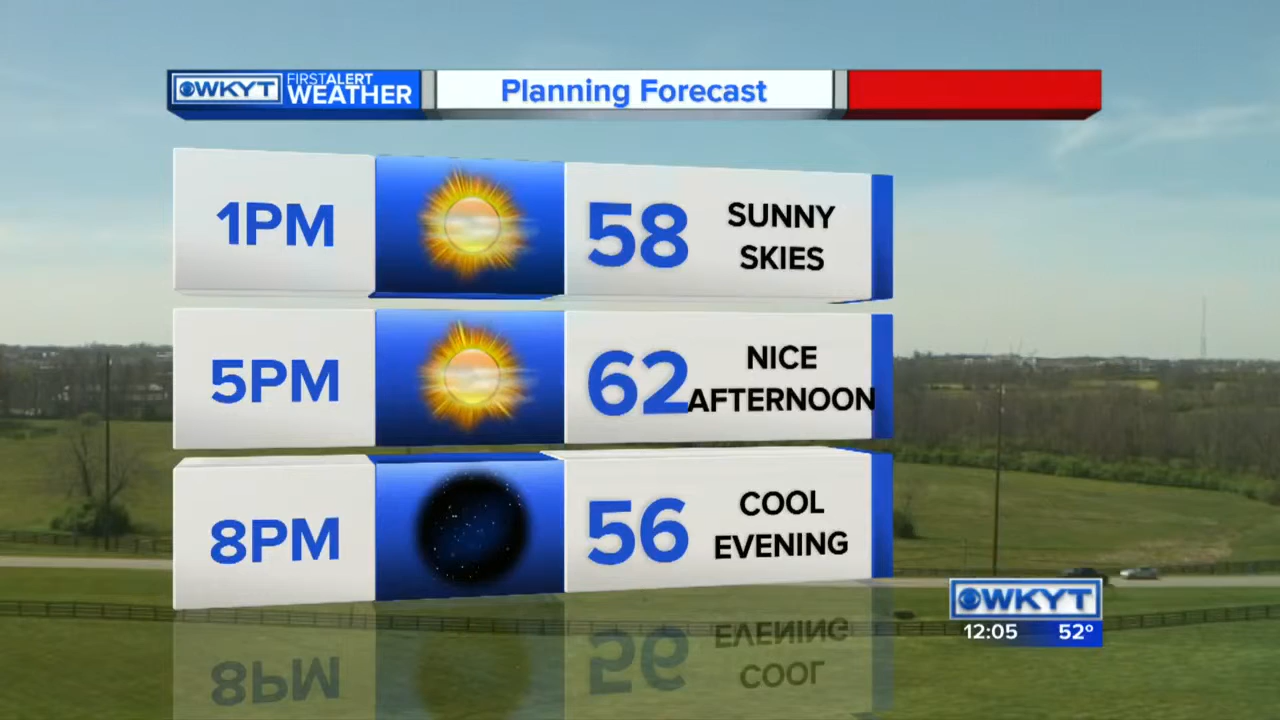 WKYT
FIRST ALERT
WEATHER
Planning Forecast
1PM
58
SUNNY
SKIES
5PM
62
NICE
AFTERNOON
8PM
56
COOL
EVENING
WKYT
12:05 52°